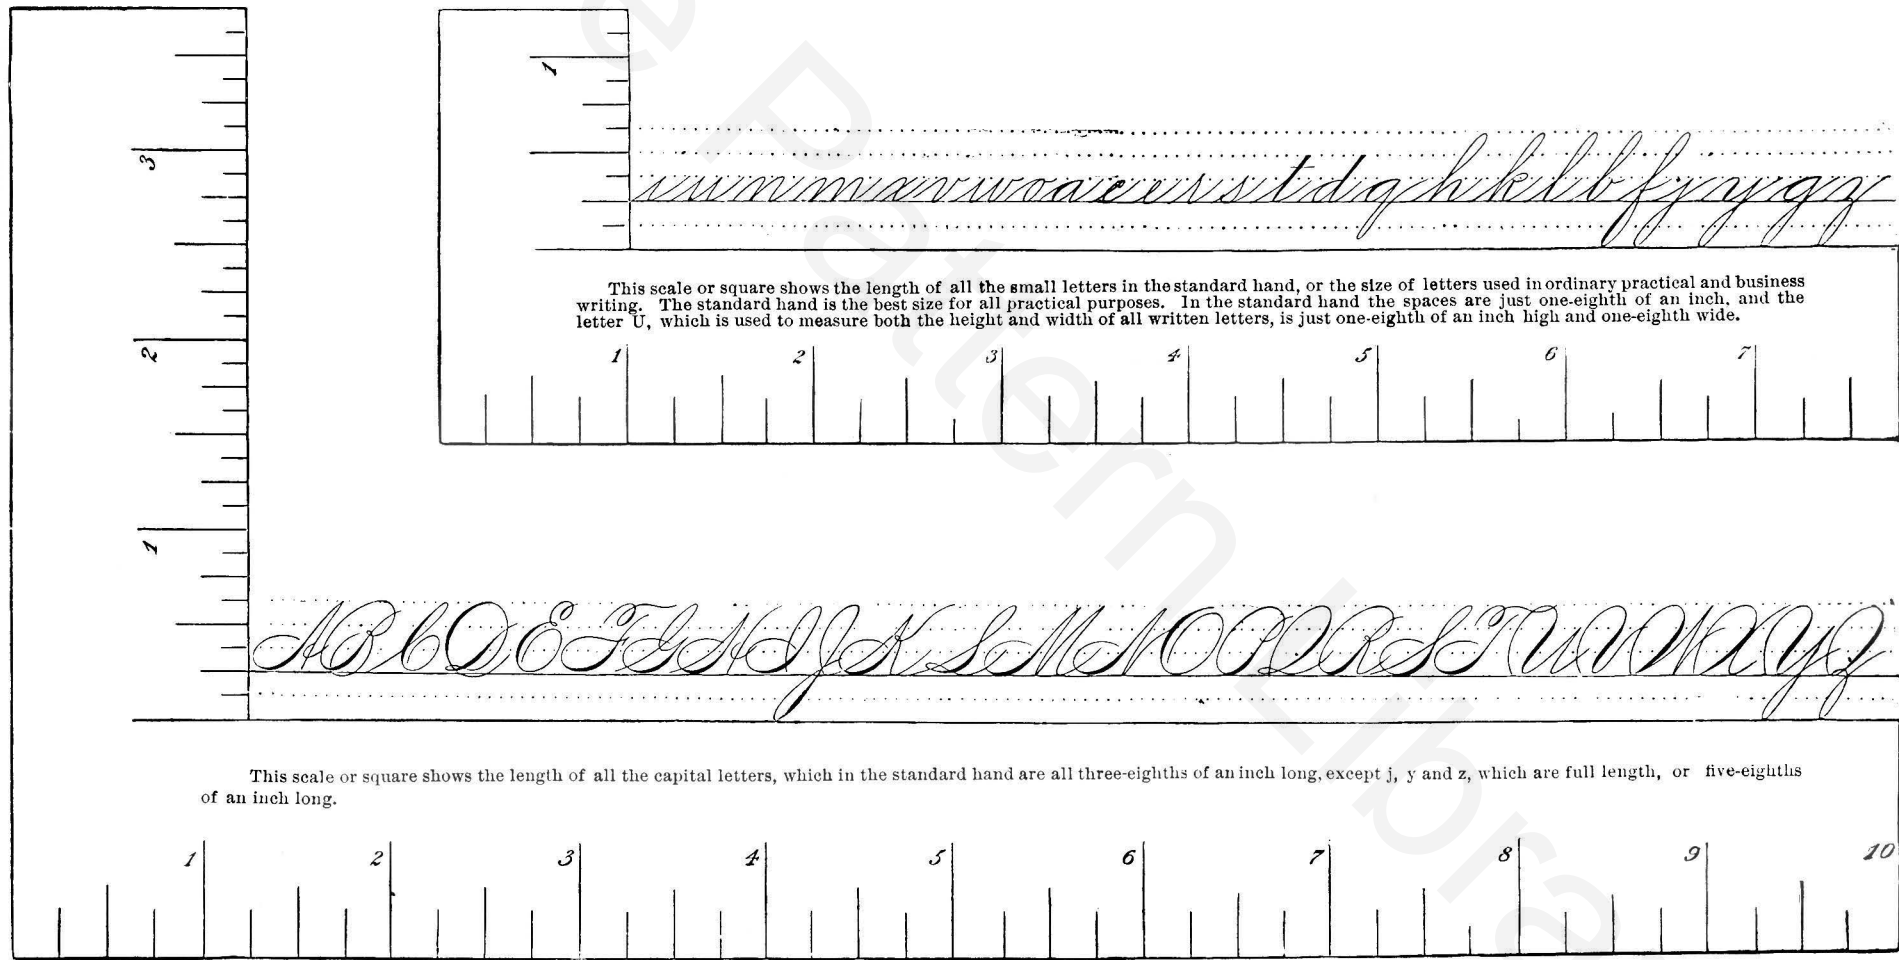 1
i u n m x v w o a c e r s t d q h k l b f j y g z
This scale or square shows the length of all the small letters in the standard hand, or the size of letters used in ordinary practical and business
writing. The standard hand is the best size for all practical purposes. In the standard hand the spaces are just one-eighth of an inch, and the
letter U, which is used to measure both the height and width of all written letters, is just one-eighth of an inch high and one-eighth wide.
1 2 3 4 5 6 7
3
2
1
A B C D E F G H I J K L M N O P Q R S T U V W X Y Z
This scale or square shows the length of all the capital letters, which in the standard hand are all three-eighths of an inch long, except j, y and z, which are full length, or five-eighths
of an inch long.
1 2 3 4 5 6 7 8 9 10
e Pattern Libra